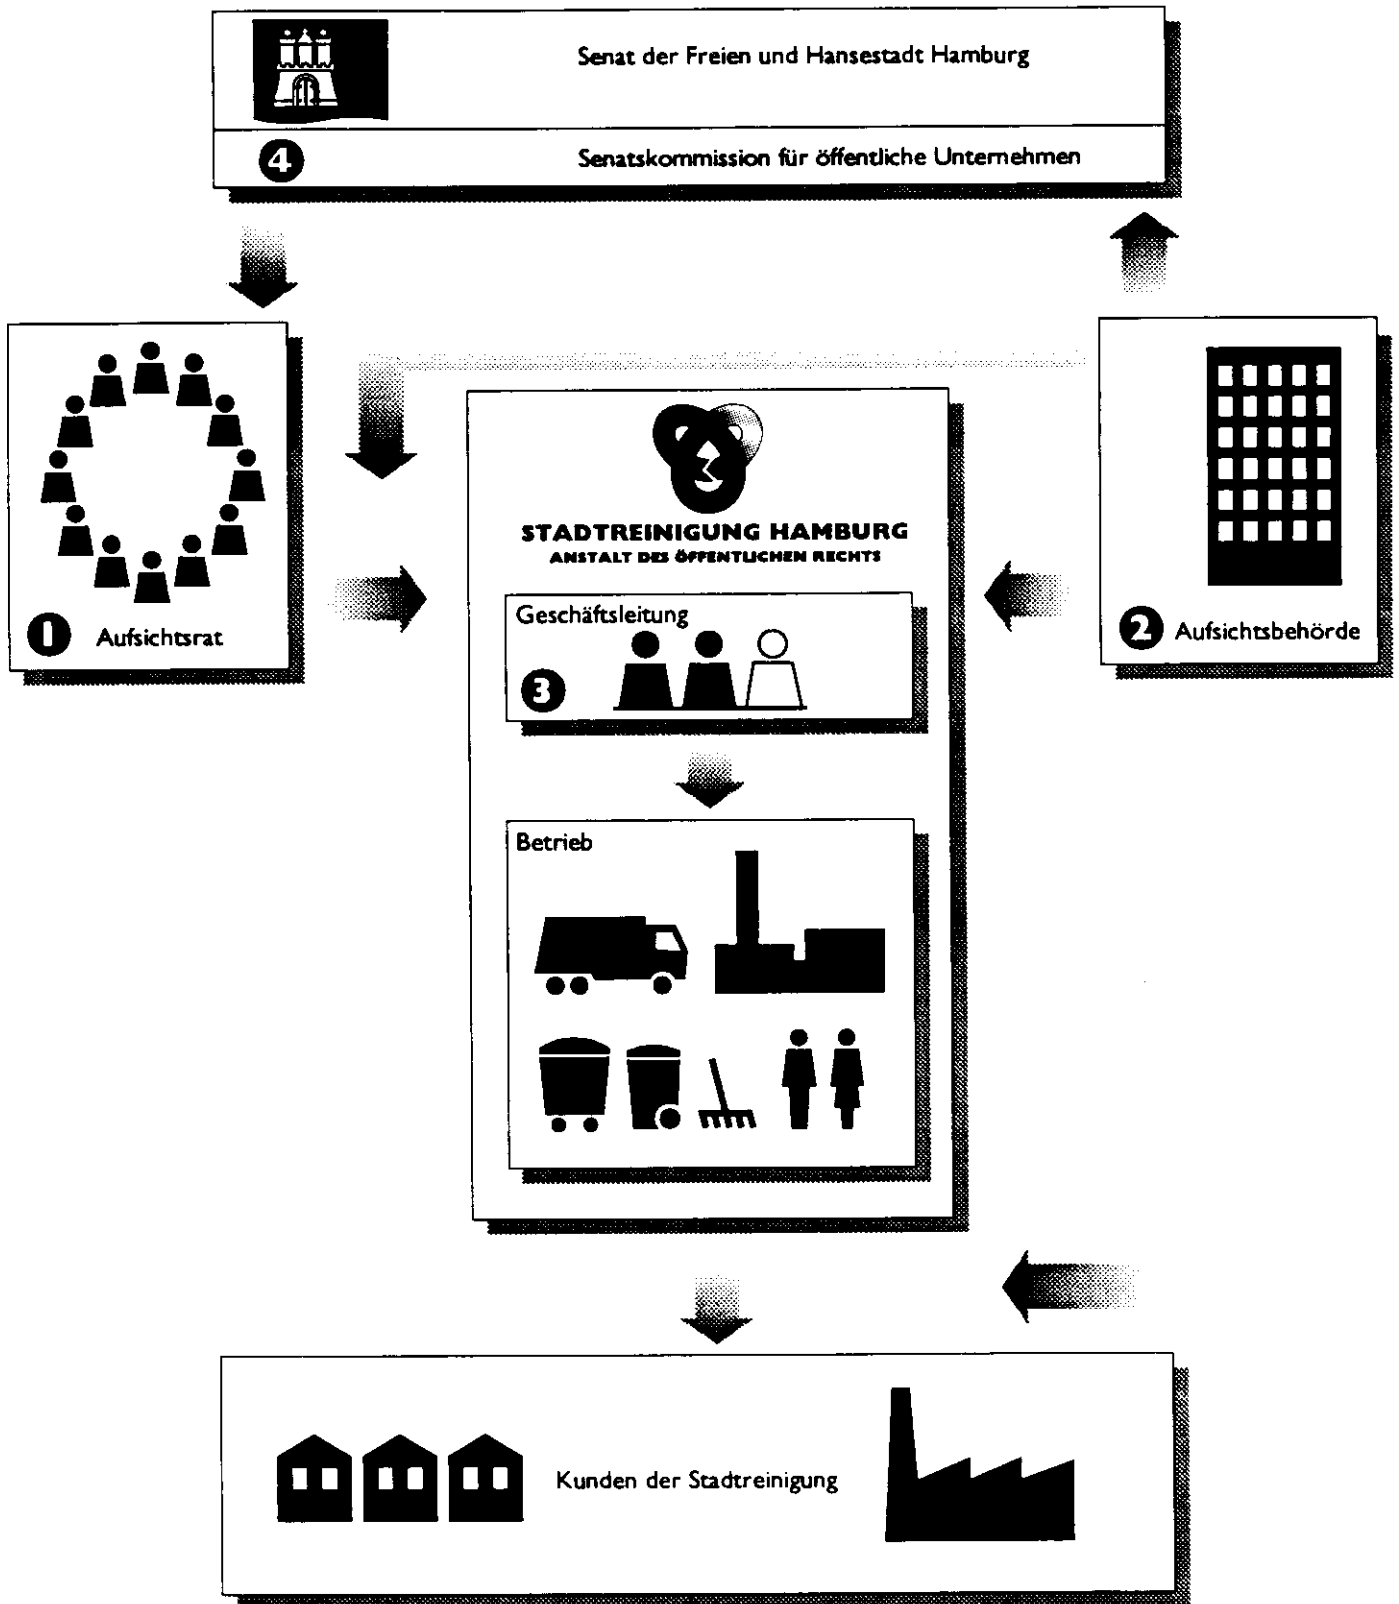 Senat der Freien und Hansestadt Hamburg
4 Senatskommission für öffentliche Unternehmen
1 Aufsichtsrat
STADTREINIGUNG HAMBURG
ANSTALT DES ÖFFENTLICHEN RECHTS
Geschäftsleitung
3
2 Aufsichtsbehörde
Betrieb
Kunden der Stadtreinigung